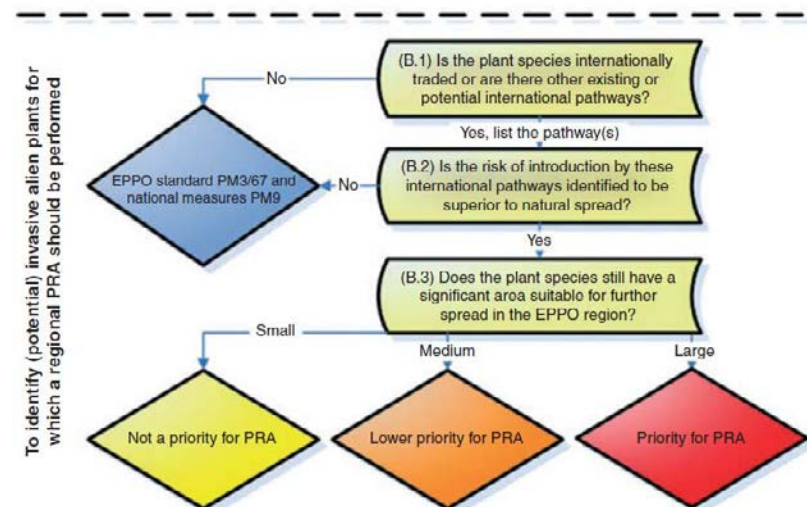 To identify (potential) invasive alien plants for
which a regional PRA should be performed
(B.1) Is the plant species internationally
traded or are there other existing or
potential international pathways?
No
Yes, list the pathway(s)
EPPO standard PM3/67 and
national measures PM9
No
(B.2) Is the risk of introduction by these
international pathways identified to be
superior to natural spread?
Yes
(B.3) Does the plant species still have a
significant area suitable for further
spread in the EPPO region?
Small
Medium
Large
Not a priority for PRA
Lower priority for PRA
Priority for PRA